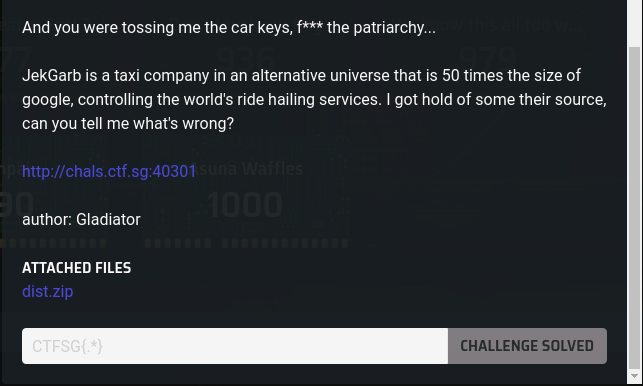 And you were tossing me the car keys, f*** the patriarchy...
JekGarb is a taxi company in an alternative universe that is 50 times the size of
google, controlling the world's ride hailing services. I got hold of some their source,
can you tell me what's wrong?
http://chals.ctf.sg:40301
Asuna Waffles
1000
author: Gladiator
ATTACHED FILES
dist.zip
CTFSG{.*}
CHALLENGE SOLVED